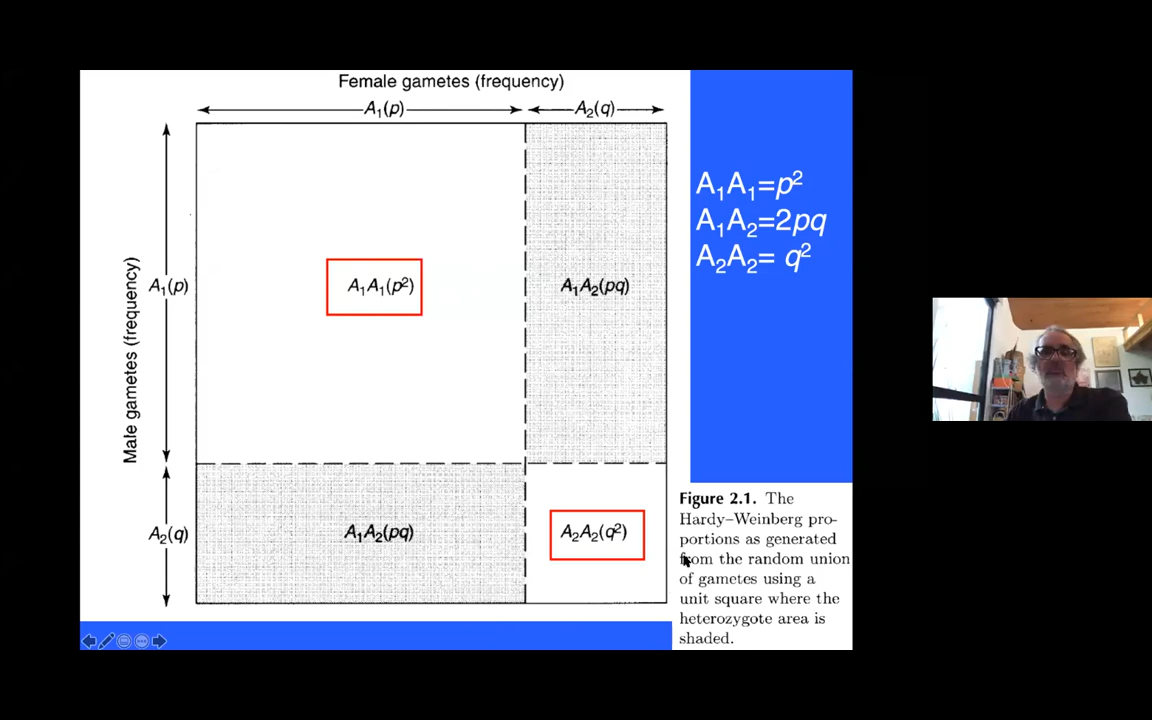 Female gametes (frequency)
A₁(p)
A₂(q)
Male gametes (frequency)
A₁(p)
A₂(q)
A₁A₁(p²)
A₁A₂(pq)
A₁A₂(pq)
A₂A₂(q²)
A₁A₁=p²
A₁A₂=2pq
A₂A₂= q²
Figure 2.1. The
Hardy–Weinberg pro-
portions as generated
from the random union
of gametes using a
unit square where the
heterozygote area is
shaded.